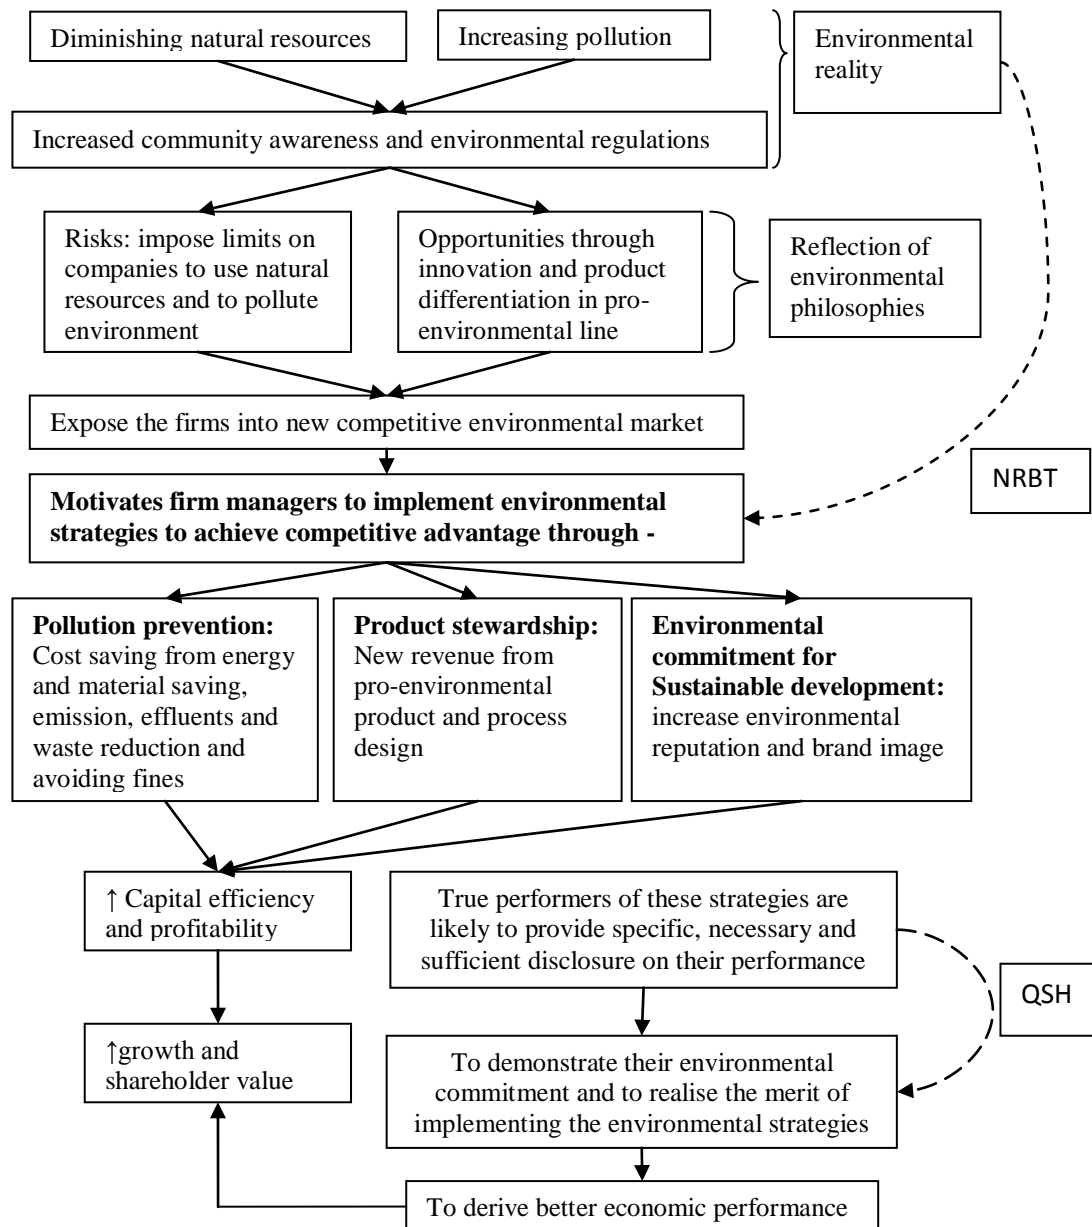 Diminishing natural resources
Increasing pollution
Environmental
reality
Increased community awareness and environmental regulations
Risks: impose limits on
companies to use natural
resources and to pollute
environment
Opportunities through
innovation and product
differentiation in pro-
environmental line
Reflection of
environmental
philosophies
Expose the firms into new competitive environmental market
NRBT
Motivates firm managers to implement environmental
strategies to achieve competitive advantage through -
Pollution prevention:
Cost saving from energy
and material saving,
emission, effluents and
waste reduction and
avoiding fines
Product stewardship:
New revenue from
pro-environmental
product and process
design
Environmental
commitment for
Sustainable development:
increase environmental
reputation and brand image
↑ Capital efficiency
and profitability
True performers of these strategies are
likely to provide specific, necessary and
sufficient disclosure on their performance
QSH
↑growth and
shareholder value
To demonstrate their environmental
commitment and to realise the merit of
implementing the environmental strategies
To derive better economic performance